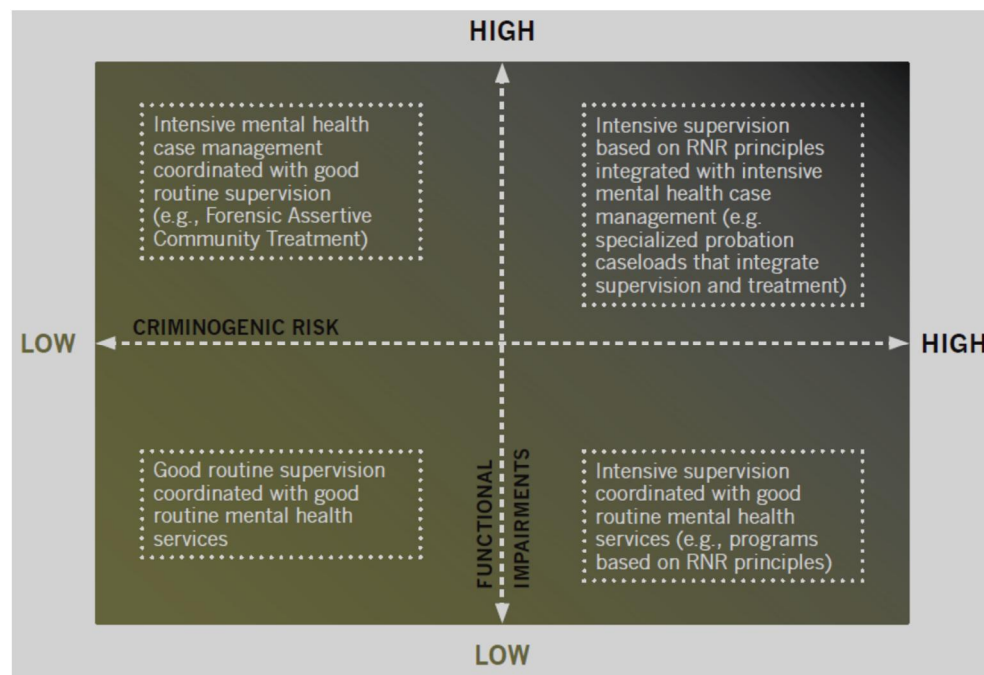 HIGH
Intensive mental health
case management
coordinated with good
routine supervision
(e.g., Forensic Assertive
Community Treatment)
Intensive supervision
based on RNR principles
integrated with intensive
mental health case
management (e.g.
specialized probation
caseloads that integrate
supervision and treatment)
CRIMINOGENIC RISK
LOW
HIGH
Good routine supervision
coordinated with good
routine mental health
services
FUNCTIONAL
IMPAIRMENTS
Intensive supervision
coordinated with good
routine mental health
services (e.g., programs
based on RNR principles)
LOW